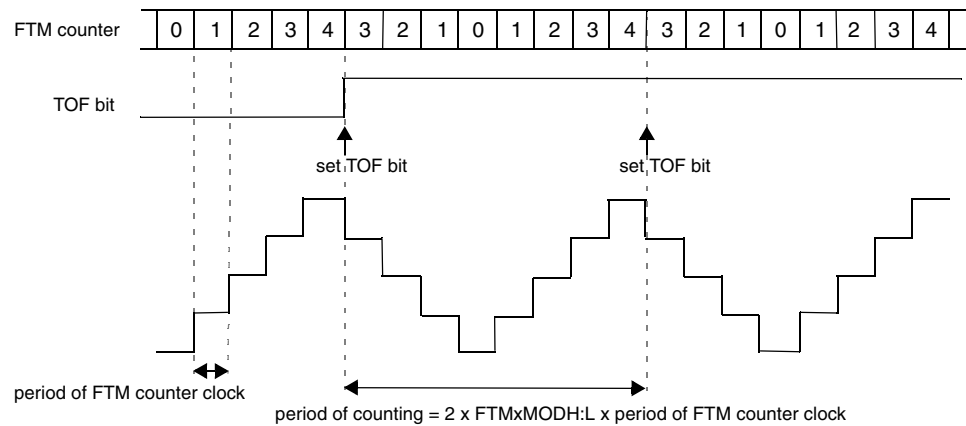 FTM counter 0 1 2 3 4 3 2 1 0 1 2 3 4 3 2 1 0 1 2 3 4
TOF bit
set TOF bit set TOF bit
period of FTM counter clock
period of counting = 2 x FTMxMODH:L x period of FTM counter clock